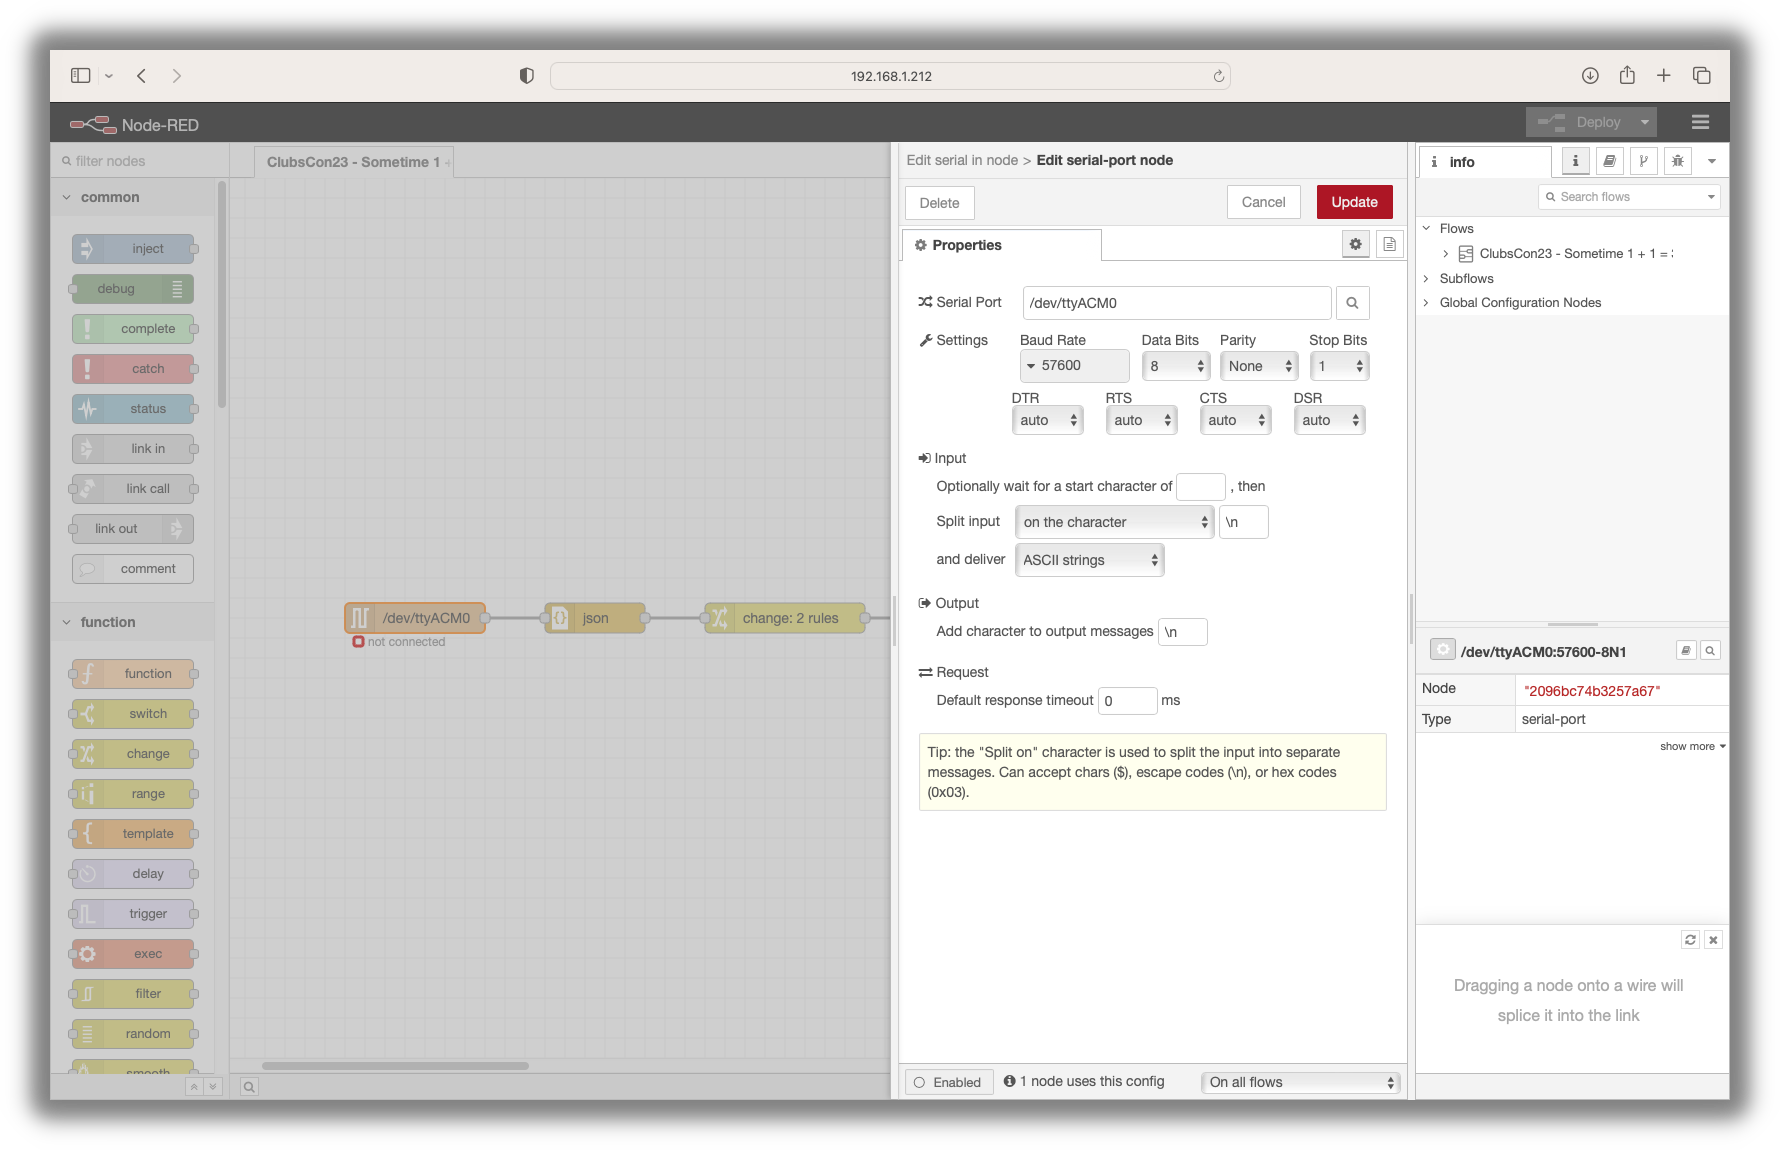 192.168.1.212
Node-RED
Deploy
filter nodes
common
inject
debug
complete
catch
status
link in
link call
link out
comment
function
function
switch
change
range
template
delay
trigger
exec
filter
random
smooth
ClubsCon23 - Sometime 1 +
/dev/ttyACM0
not connected
json
change: 2 rules
Edit serial in node > Edit serial-port node
Delete
Cancel
Update
Properties
Serial Port
/dev/ttyACM0
Settings
Baud Rate
Data Bits
Parity
Stop Bits
57600
8
None
1
DTR
RTS
CTS
DSR
auto
auto
auto
auto
Input
Optionally wait for a start character of , then
Split input on the character \n
and deliver ASCII strings
Output
Add character to output messages \n
Request
Default response timeout 0 ms
Tip: the "Split on" character is used to split the input into separate
messages. Can accept chars ($), escape codes (\n), or hex codes
(0x03).
Enabled
1 node uses this config
On all flows
info
Search flows
Flows
ClubsCon23 - Sometime 1 + 1 =
Subflows
Global Configuration Nodes
/dev/ttyACM0:57600-8N1
Node "2096bc74b3257a67"
Type serial-port
show more
Dragging a node onto a wire will
splice it into the link